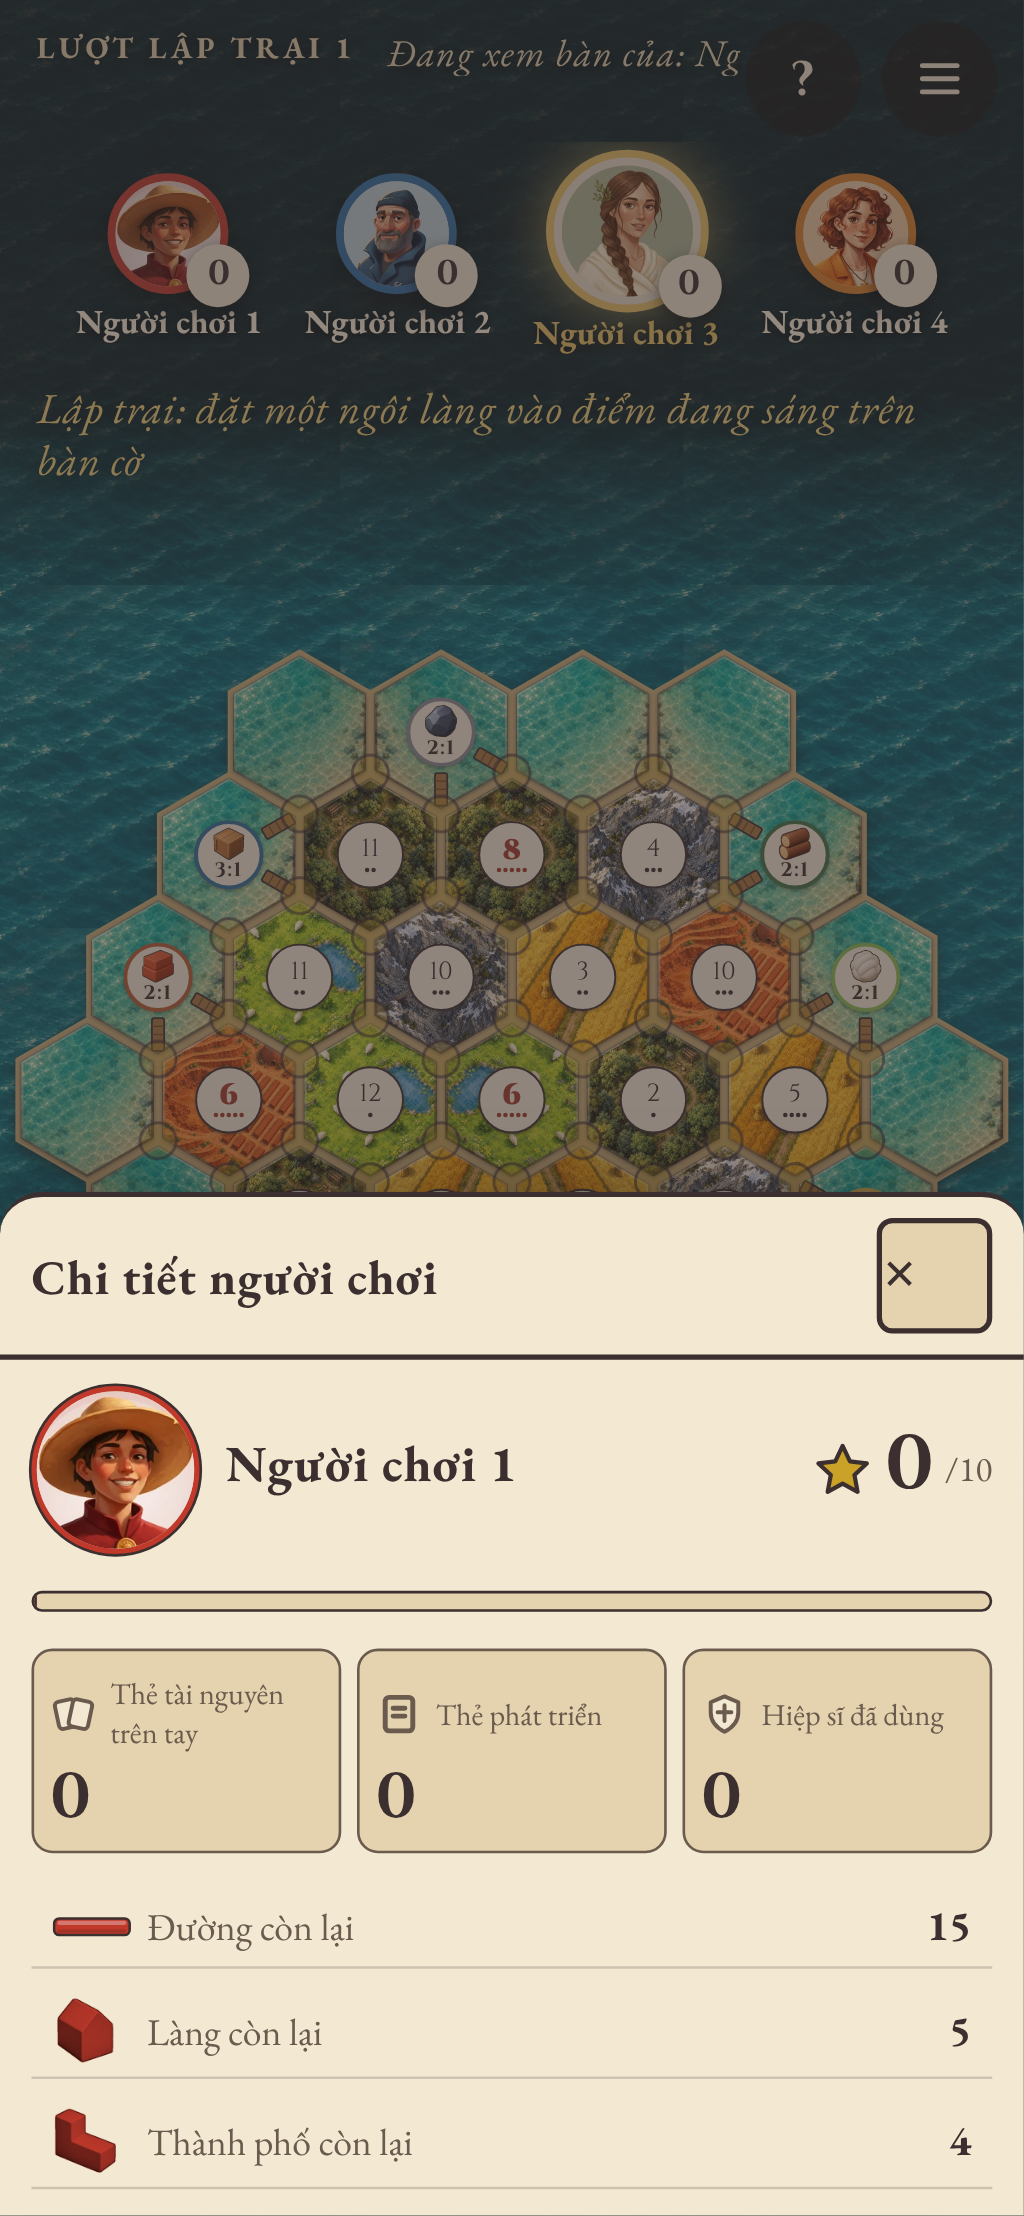 LƯỢT LẬP TRẠI 1
Đang xem bàn của: Ng
?
0
0
0
0
Người chơi 1
Người chơi 2
Người chơi 3
Người chơi 4
Lập trại: đặt một ngôi làng vào điểm đang sáng trên
bàn cờ
2:1
3:1
11
8
4
2:1
2:1
11
10
3
10
2:1
6
12
6
2
5
Chi tiết người chơi
×
Người chơi 1
0 /10
Thẻ tài nguyên
trên tay
0
Thẻ phát triển
0
Hiệp sĩ đã dùng
0
Đường còn lại
15
Làng còn lại
5
Thành phố còn lại
4